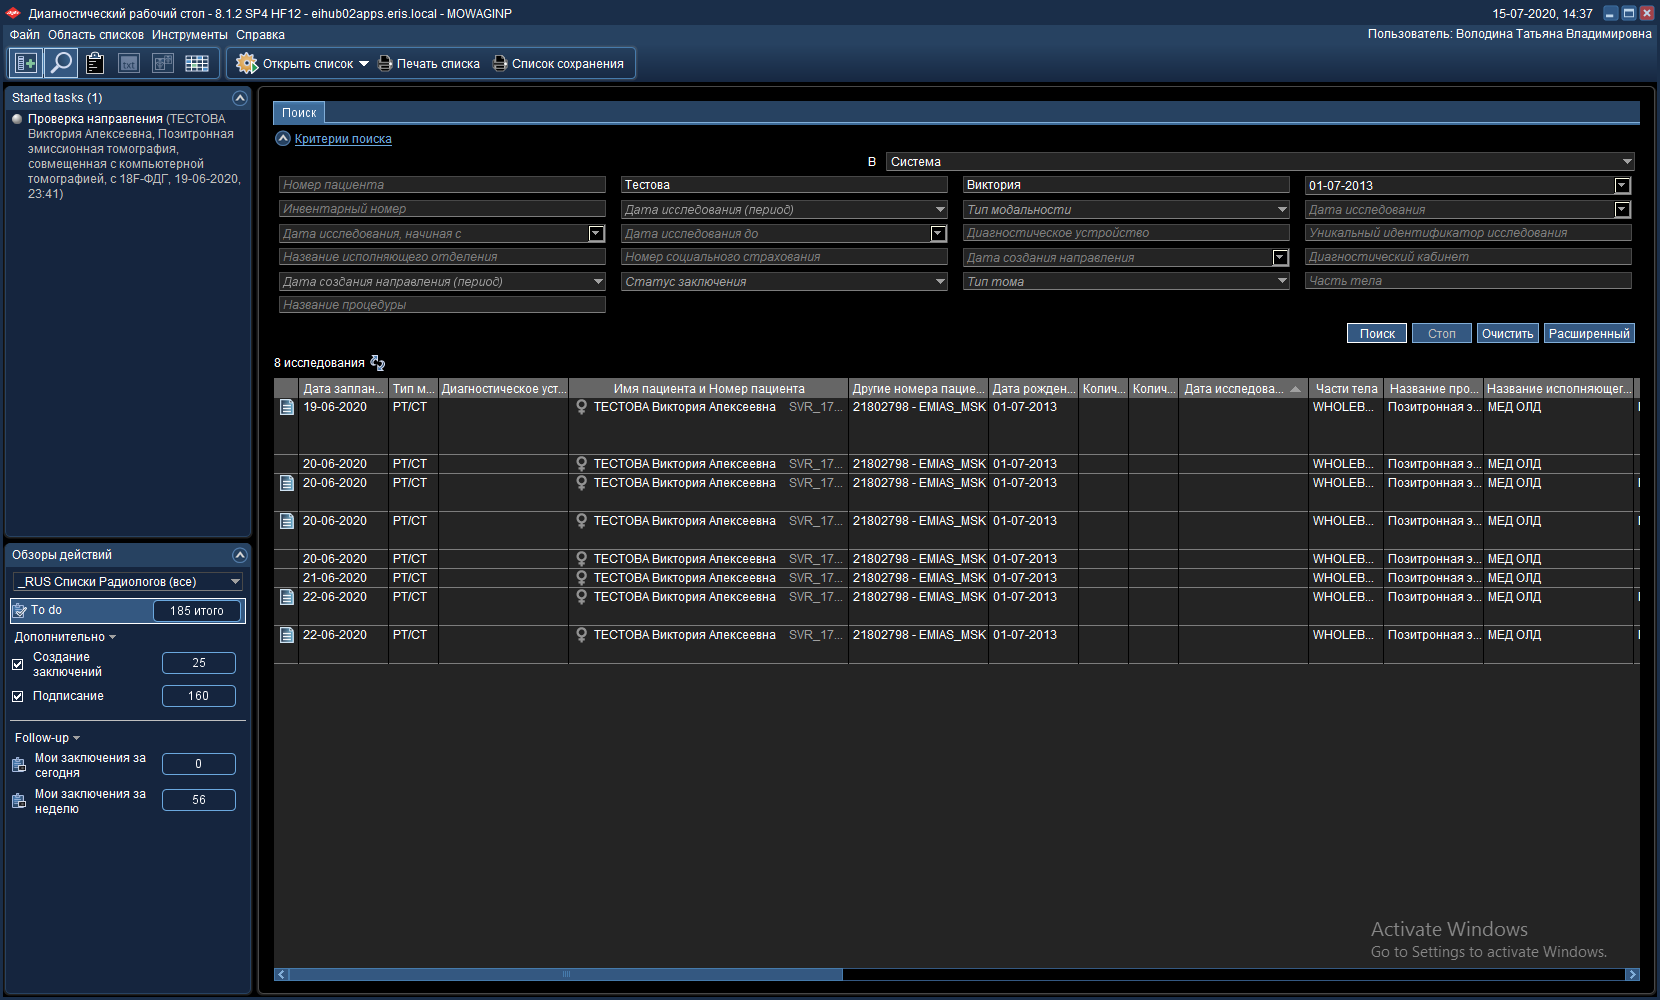 Диагностический рабочий стол - 8.1.2 SP4 HF12 - eihub02apps.eris.local - MOWAGINP
15-07-2020, 14:37
Файл Область списков Инструменты Справка
Пользователь: Володина Татьяна Владимировна
Открыть список Печать списка Список сохранения
Started tasks (1)
Проверка направления (ТЕСТОВА
Виктория Алексеевна, Позитронная
эмиссионная томография,
совмещенная с компьютерной
томографией, с 18F-ФДГ, 19-06-2020,
23:41)
Обзоры действий
_RUS Списки Радиологов (все)
To do 185 итого
Дополнительно
Создание
заключений
25
Подписание 160
Follow-up
Мои заключения за
сегодня
0
Мои заключения за
неделю
56
Поиск
Критерии поиска
В Система
Номер пациента Тестова Виктория 01-07-2013
Инвентарный номер Дата исследования (период) Тип модальности Дата исследования
Дата исследования, начиная с Дата исследования до Диагностическое устройство Уникальный идентификатор исследования
Название исполняющего отделения Номер социального страхования Дата создания направления Диагностический кабинет
Дата создания направления (период) Статус заключения Тип тома Часть тела
Название процедуры
Поиск Стоп Очистить Расширенный
8 исследования
Дата заплан... Тип м... Диагностическое уст... Имя пациента и Номер пациента Другие номера пацие... Дата рожден... Колич... Колич... Дата исследова... Части тела Название про... Название исполняющег...
19-06-2020 PT/CT ТЕСТОВА Виктория Алексеевна SVR_17... 21802798 - EMIAS_MSK 01-07-2013 WHOLEB... Позитронная э... МЕД ОЛД
20-06-2020 PT/CT ТЕСТОВА Виктория Алексеевна SVR_17... 21802798 - EMIAS_MSK 01-07-2013 WHOLEB... Позитронная э... МЕД ОЛД
20-06-2020 PT/CT ТЕСТОВА Виктория Алексеевна SVR_17... 21802798 - EMIAS_MSK 01-07-2013 WHOLEB... Позитронная э... МЕД ОЛД
20-06-2020 PT/CT ТЕСТОВА Виктория Алексеевна SVR_17... 21802798 - EMIAS_MSK 01-07-2013 WHOLEB... Позитронная э... МЕД ОЛД
20-06-2020 PT/CT ТЕСТОВА Виктория Алексеевна SVR_17... 21802798 - EMIAS_MSK 01-07-2013 WHOLEB... Позитронная э... МЕД ОЛД
21-06-2020 PT/CT ТЕСТОВА Виктория Алексеевна SVR_17... 21802798 - EMIAS_MSK 01-07-2013 WHOLEB... Позитронная э... МЕД ОЛД
22-06-2020 PT/CT ТЕСТОВА Виктория Алексеевна SVR_17... 21802798 - EMIAS_MSK 01-07-2013 WHOLEB... Позитронная э... МЕД ОЛД
22-06-2020 PT/CT ТЕСТОВА Виктория Алексеевна SVR_17... 21802798 - EMIAS_MSK 01-07-2013 WHOLEB... Позитронная э... МЕД ОЛД
Activate Windows
Go to Settings to activate Windows.